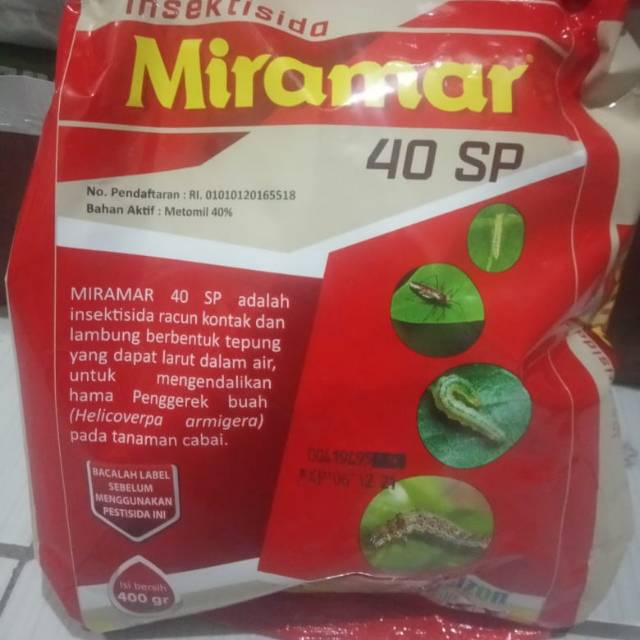 Insektisida
Miramar
40 SP
No. Pendaftaran : RI. 01010120165518
Bahan Aktif : Metomil 40%
MIRAMAR 40 SP adalah
insektisida racun kontak dan
lambung berbentuk tepung
yang dapat larut dalam air,
untuk mengendalikan
hama Penggerek buah
(Helicoverpa armigera)
pada tanaman cabai.
BACALAH LABEL
SEBELUM
MENGGUNAKAN
PESTISIDA INI
Isi bersih
400 gr